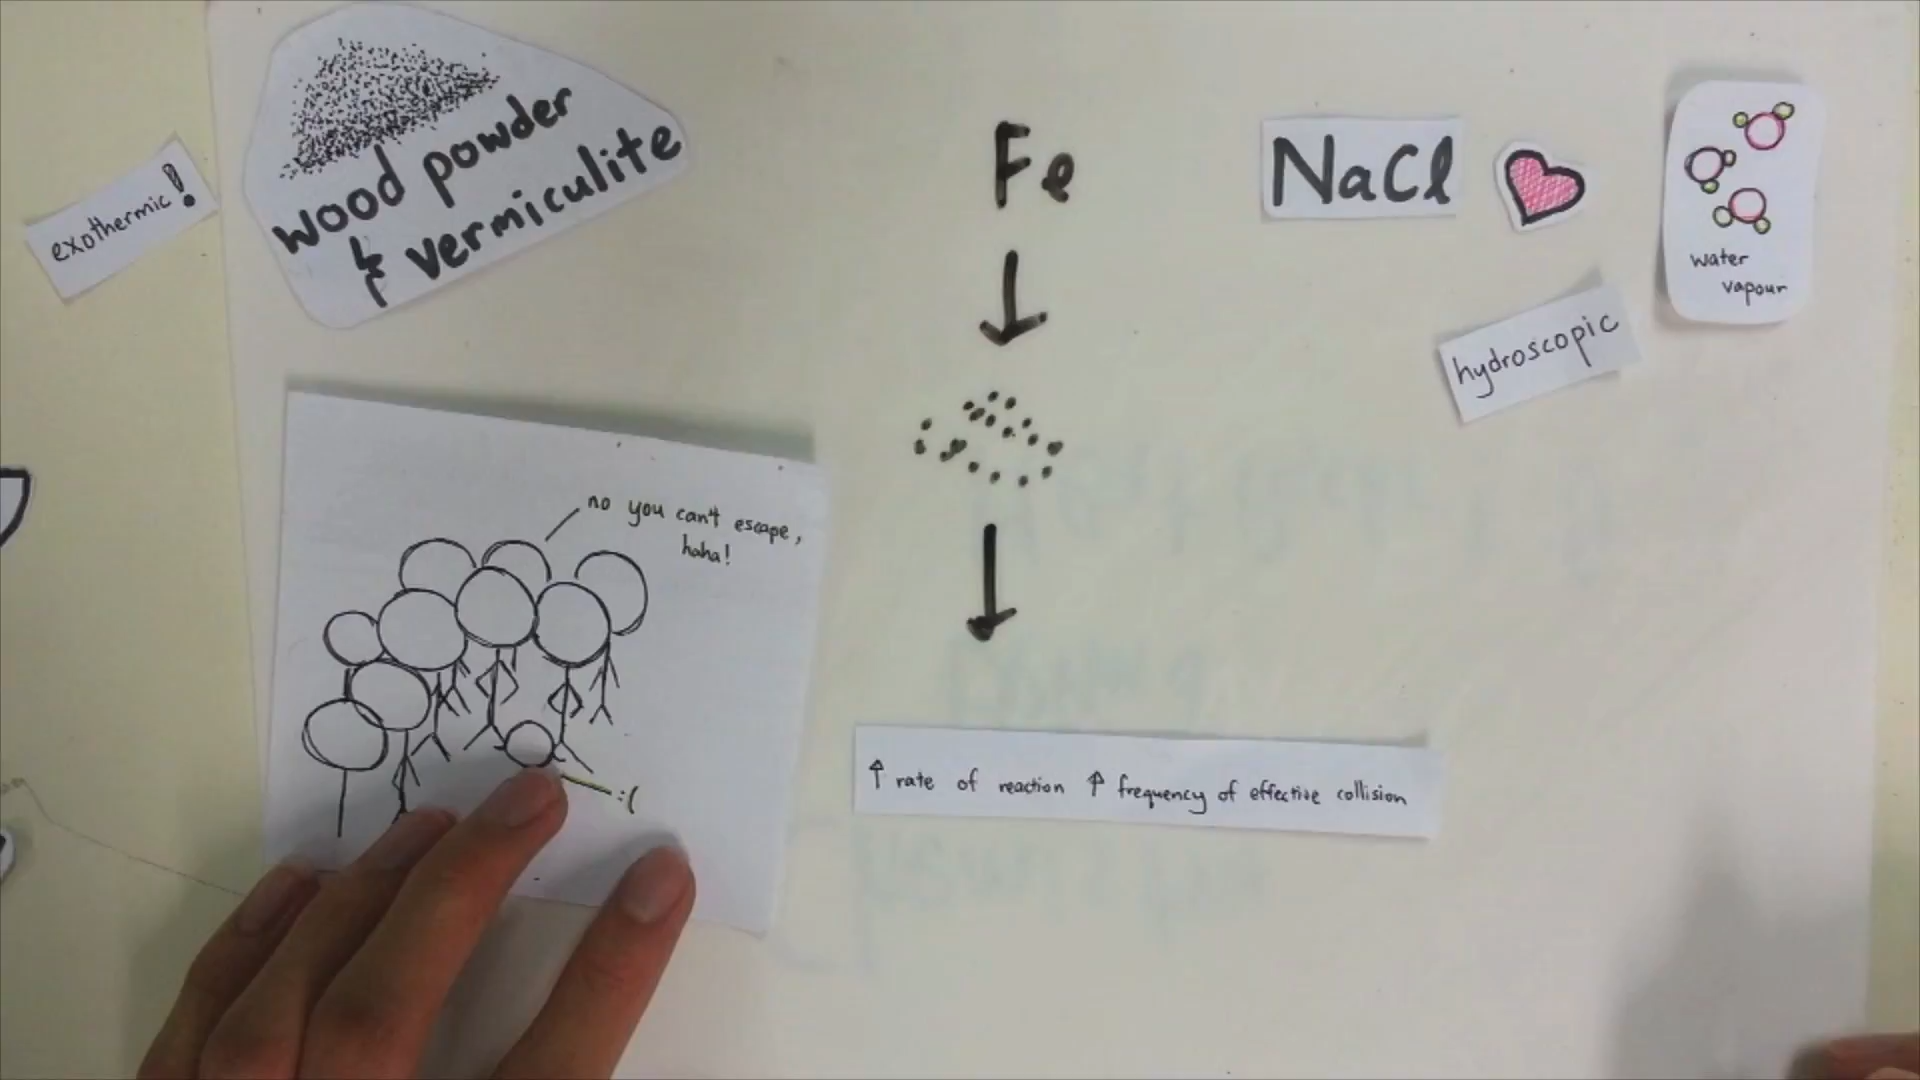 exothermic!
wood powder
& vermiculite
Fe
NaCl
water
vapour
hydroscopic
no you can't escape,
haha!
:(
↑ rate of reaction ↑ frequency of effective collision